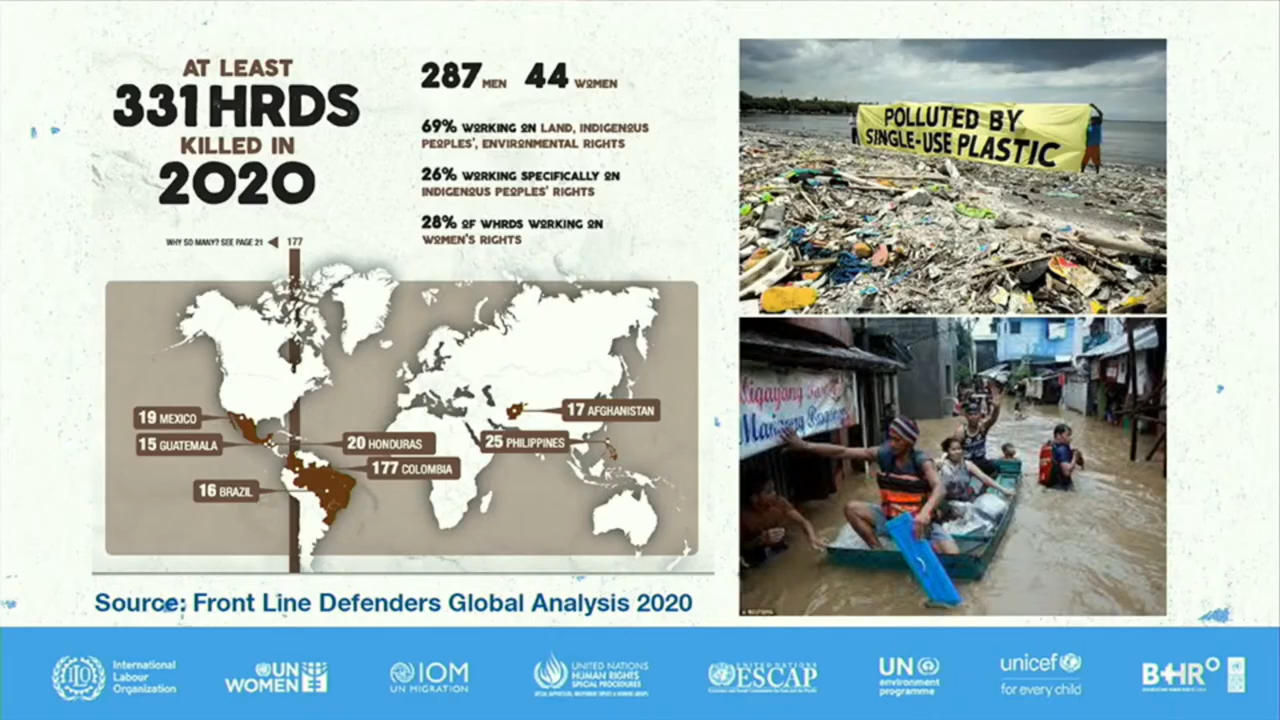 AT LEAST
331 HRDS
KILLED IN
2020
287 MEN 44 WOMEN
69% WORKING ON LAND, INDIGENOUS
PEOPLES', ENVIRONMENTAL RIGHTS
26% WORKING SPECIFICALLY ON
INDIGENOUS PEOPLES' RIGHTS
28% OF WHRDS WORKING ON
WOMEN'S RIGHTS
WHY SO MANY? SEE PAGE 21 177
19 MEXICO
15 GUATEMALA
16 BRAZIL
20 HONDURAS
177 COLOMBIA
25 PHILIPPINES
17 AFGHANISTAN
Source: Front Line Defenders Global Analysis 2020
POLLUTED BY
SINGLE-USE PLASTIC
REUTERS
International
Labour
Organization
UN
WOMEN
IOM
UN MIGRATION
UNITED NATIONS
HUMAN RIGHTS
SPECIAL PROCEDURES
UNITED NATIONS
ESCAP
UN
environment
programme
unicef
for every child
B+HR